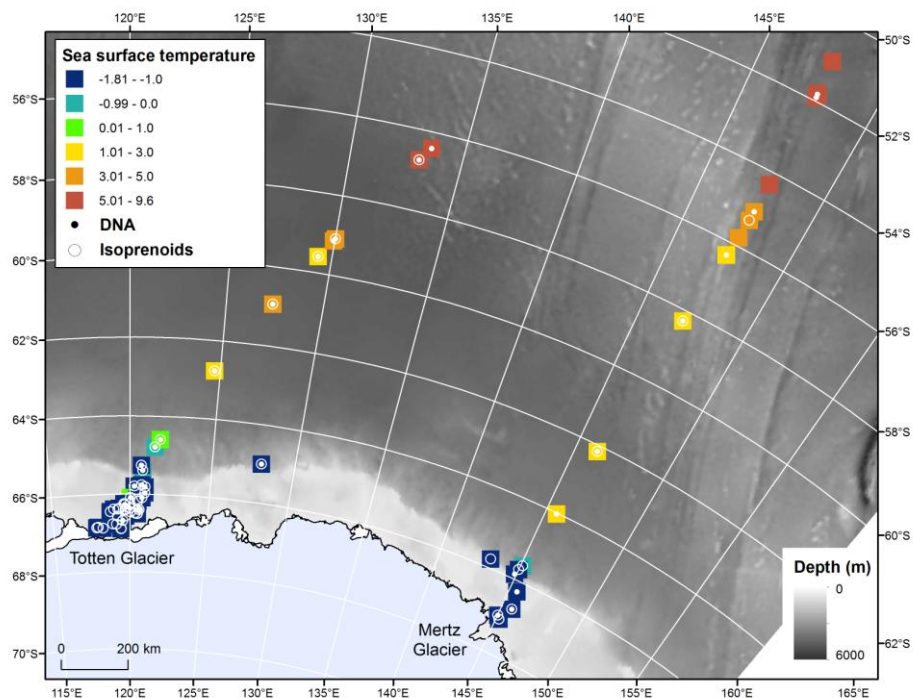 120°E
125°E
130°E
135°E
140°E
145°E
Sea surface temperature
-1.81 - -1.0
-0.99 - 0.0
0.01 - 1.0
1.01 - 3.0
3.01 - 5.0
5.01 - 9.6
DNA
Isoprenoids
56°S
58°S
60°S
62°S
64°S
66°S
68°S
70°S
50°S
52°S
54°S
56°S
58°S
60°S
62°S
Totten Glacier
Mertz
Glacier
0 200 km
Depth (m)
0
6000
115°E
120°E
125°E
130°E
135°E
140°E
145°E
150°E
155°E
160°E
165°E